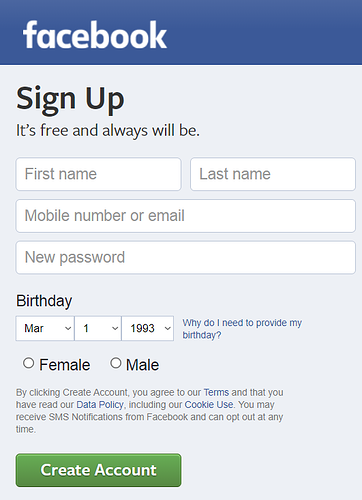 facebook
Sign Up
It's free and always will be.
First name Last name
Mobile number or email
New password
Birthday
Mar 1 1993 Why do I need to provide my
birthday?
Female Male
By clicking Create Account, you agree to our Terms and that you
have read our Data Policy, including our Cookie Use. You may
receive SMS Notifications from Facebook and can opt out at any
time.
Create Account